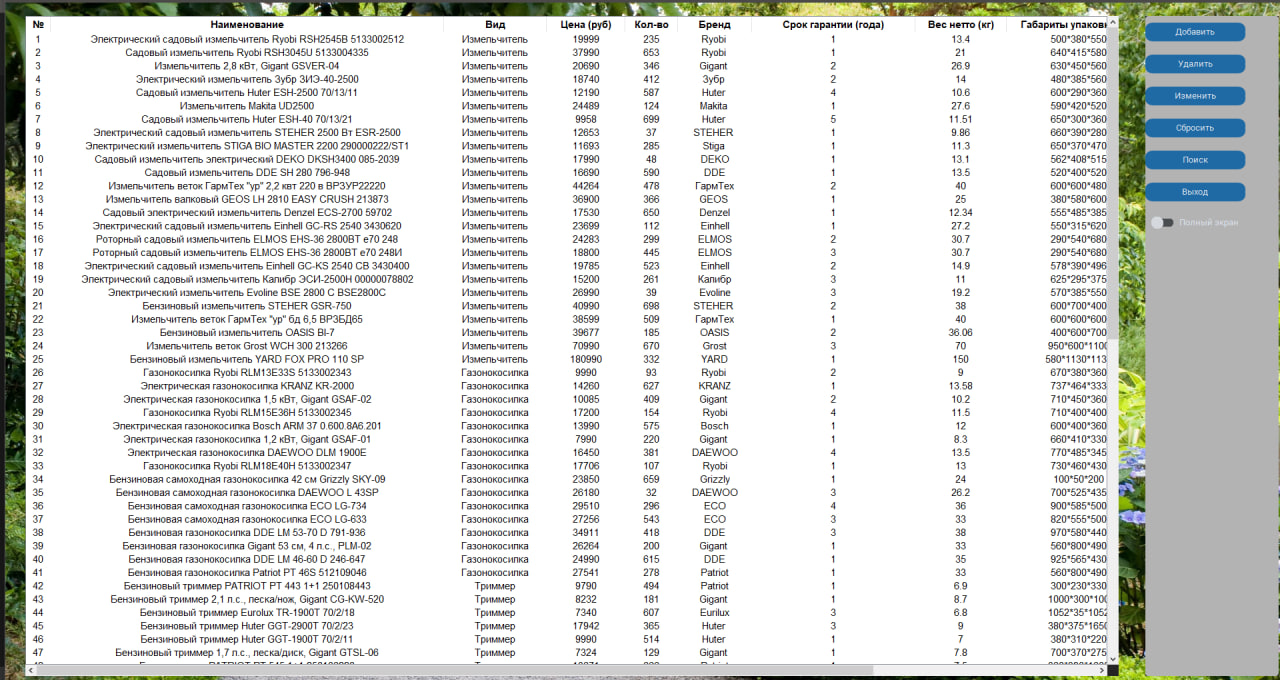 № Наименование Вид Цена (руб) Кол-во Бренд Срок гарантии (года) Вес нетто (кг) Габариты упаковк
1 Электрический садовый измельчитель Ryobi RSH2545B 5133002512 Измельчитель 19999 235 Ryobi 1 13.4 500*380*550
2 Садовый измельчитель Ryobi RSH3045U 5133004335 Измельчитель 37990 653 Ryobi 1 21 640*415*580
3 Измельчитель 2,8 кВт, Gigant GSVER-04 Измельчитель 20690 346 Gigant 2 26.9 630*450*560
4 Электрический измельчитель Зубр ЗИЭ-40-2500 Измельчитель 18740 412 Зубр 2 14 480*385*560
5 Садовый измельчитель Huter ESH-2500 70/13/11 Измельчитель 12190 587 Huter 4 10.6 600*290*360
6 Измельчитель Makita UD2500 Измельчитель 24489 124 Makita 1 27.6 590*420*520
7 Садовый измельчитель Huter ESH-40 70/13/21 Измельчитель 9958 699 Huter 5 11.51 650*300*360
8 Электрический садовый измельчитель STEHER 2500 Вт ESR-2500 Измельчитель 12653 37 STEHER 1 9.86 660*390*280
9 Электрический измельчитель STIGA BIO MASTER 2200 290000222/ST1 Измельчитель 11693 285 Stiga 1 11.3 650*370*470
10 Садовый измельчитель электрический DEKO DKSH3400 085-2039 Измельчитель 17990 48 DEKO 1 13.1 562*408*515
11 Садовый измельчитель DDE SH 280 796-948 Измельчитель 16690 590 DDE 1 13.5 520*400*520
12 Измельчитель веток ГармТех "ур" 2,2 квт 220 в ВРЗУР22220 Измельчитель 44264 478 ГармТех 2 40 600*600*480
13 Измельчитель валковый GEOS LH 2810 EASY CRUSH 213873 Измельчитель 36900 366 GEOS 1 25 380*580*600
14 Садовый электрический измельчитель Denzel ECS-2700 59702 Измельчитель 17530 650 Denzel 1 12.34 555*485*385
15 Электрический садовый измельчитель Einhell GC-RS 2540 3430620 Измельчитель 23699 112 Einhell 1 27.2 550*315*620
16 Роторный садовый измельчитель ELMOS EHS-36 2800ВТ e70 248 Измельчитель 24283 299 ELMOS 2 30.7 290*540*680
17 Роторный садовый измельчитель ELMOS EHS-36 2800ВТ e70 248И Измельчитель 18800 445 ELMOS 3 30.7 290*540*680
18 Электрический садовый измельчитель Einhell GC-KS 2540 CB 3430400 Измельчитель 19785 523 Einhell 2 14.9 578*390*496
19 Электрический садовый измельчитель Калибр ЭСИ-2500Н 00000078802 Измельчитель 15200 261 Калибр 3 11 625*295*375
20 Электрический измельчитель Evoline BSE 2800 C BSE2800C Измельчитель 26990 39 Evoline 3 19.2 570*385*550
21 Бензиновый измельчитель STEHER GSR-750 Измельчитель 40990 698 STEHER 2 38 600*700*400
22 Измельчитель веток ГармТех "ур" бд 6,5 ВРЗБД65 Измельчитель 38599 509 ГармТех 1 40 600*600*600
23 Бензиновый измельчитель OASIS BI-7 Измельчитель 39677 185 OASIS 2 36.06 400*600*700
24 Измельчитель веток Grost WCH 300 213266 Измельчитель 70990 670 Grost 3 70 950*600*1100
25 Бензиновый измельчитель YARD FOX PRO 110 SP Измельчитель 180990 332 YARD 1 150 580*1130*113
26 Газонокосилка Ryobi RLM13E33S 5133002343 Газонокосилка 9990 93 Ryobi 2 9 670*380*360
27 Электрическая газонокосилка KRANZ KR-2000 Газонокосилка 14260 627 KRANZ 1 13.58 737*464*333
28 Электрическая газонокосилка 1,5 кВт, Gigant GSAF-02 Газонокосилка 10085 409 Gigant 2 10.2 710*450*360
29 Газонокосилка Ryobi RLM15E36H 5133002345 Газонокосилка 17200 154 Ryobi 4 11.5 710*400*400
30 Электрическая газонокосилка Bosch ARM 37 0.600.8A6.201 Газонокосилка 13990 575 Bosch 1 12 600*400*360
31 Электрическая газонокосилка 1,2 кВт, Gigant GSAF-01 Газонокосилка 7990 220 Gigant 1 8.3 660*410*330
32 Электрическая газонокосилка DAEWOO DLM 1900E Газонокосилка 16450 381 DAEWOO 4 13.5 770*485*345
33 Газонокосилка Ryobi RLM18E40H 5133002347 Газонокосилка 17706 107 Ryobi 1 13 730*460*430
34 Бензиновая самоходная газонокосилка 42 см Grizzly SKY-09 Газонокосилка 23850 659 Grizzly 1 24 100*50*200
35 Бензиновая самоходная газонокосилка DAEWOO L 43SP Газонокосилка 26180 32 DAEWOO 3 26.2 700*525*435
36 Бензиновая самоходная газонокосилка ECO LG-734 Газонокосилка 29510 296 ECO 4 36 900*585*500
37 Бензиновая самоходная газонокосилка ECO LG-633 Газонокосилка 27256 543 ECO 3 33 820*555*500
38 Бензиновая газонокосилка DDE LM 53-70 D 791-936 Газонокосилка 34911 418 DDE 3 38 970*580*440
39 Бензиновая газонокосилка Gigant 53 см, 4 л.с., PLM-02 Газонокосилка 26264 200 Gigant 1 33 560*800*490
40 Бензиновая газонокосилка DDE LM 46-60 D 246-647 Газонокосилка 24990 615 DDE 1 35 925*565*430
41 Бензиновая газонокосилка Patriot PT 46S 512109046 Газонокосилка 27541 278 Patriot 1 33 560*800*490
42 Бензиновый триммер PATRIOT PT 443 1+1 250108443 Триммер 9790 494 Patriot 1 6.9 300*230*330
43 Бензиновый триммер 2,1 л.с., леска/нож, Gigant CG-KW-520 Триммер 8232 181 Gigant 1 8.7 1000*300*100
44 Бензиновый триммер Eurolux TR-1900T 70/2/18 Триммер 7340 607 Eurilux 3 6.8 1052*35*1052
45 Бензиновый триммер Huter GGT-2900T 70/2/23 Триммер 17942 365 Huter 3 9 380*375*1650
46 Бензиновый триммер Huter GGT-1900T 70/2/11 Триммер 9990 514 Huter 1 7 380*310*220
47 Бензиновый триммер 1,7 л.с., леска/диск, Gigant GTSL-06 Триммер 7324 129 Gigant 1 7.8 700*370*275
Добавить
Удалить
Изменить
Сбросить
Поиск
Выход
Полный экран